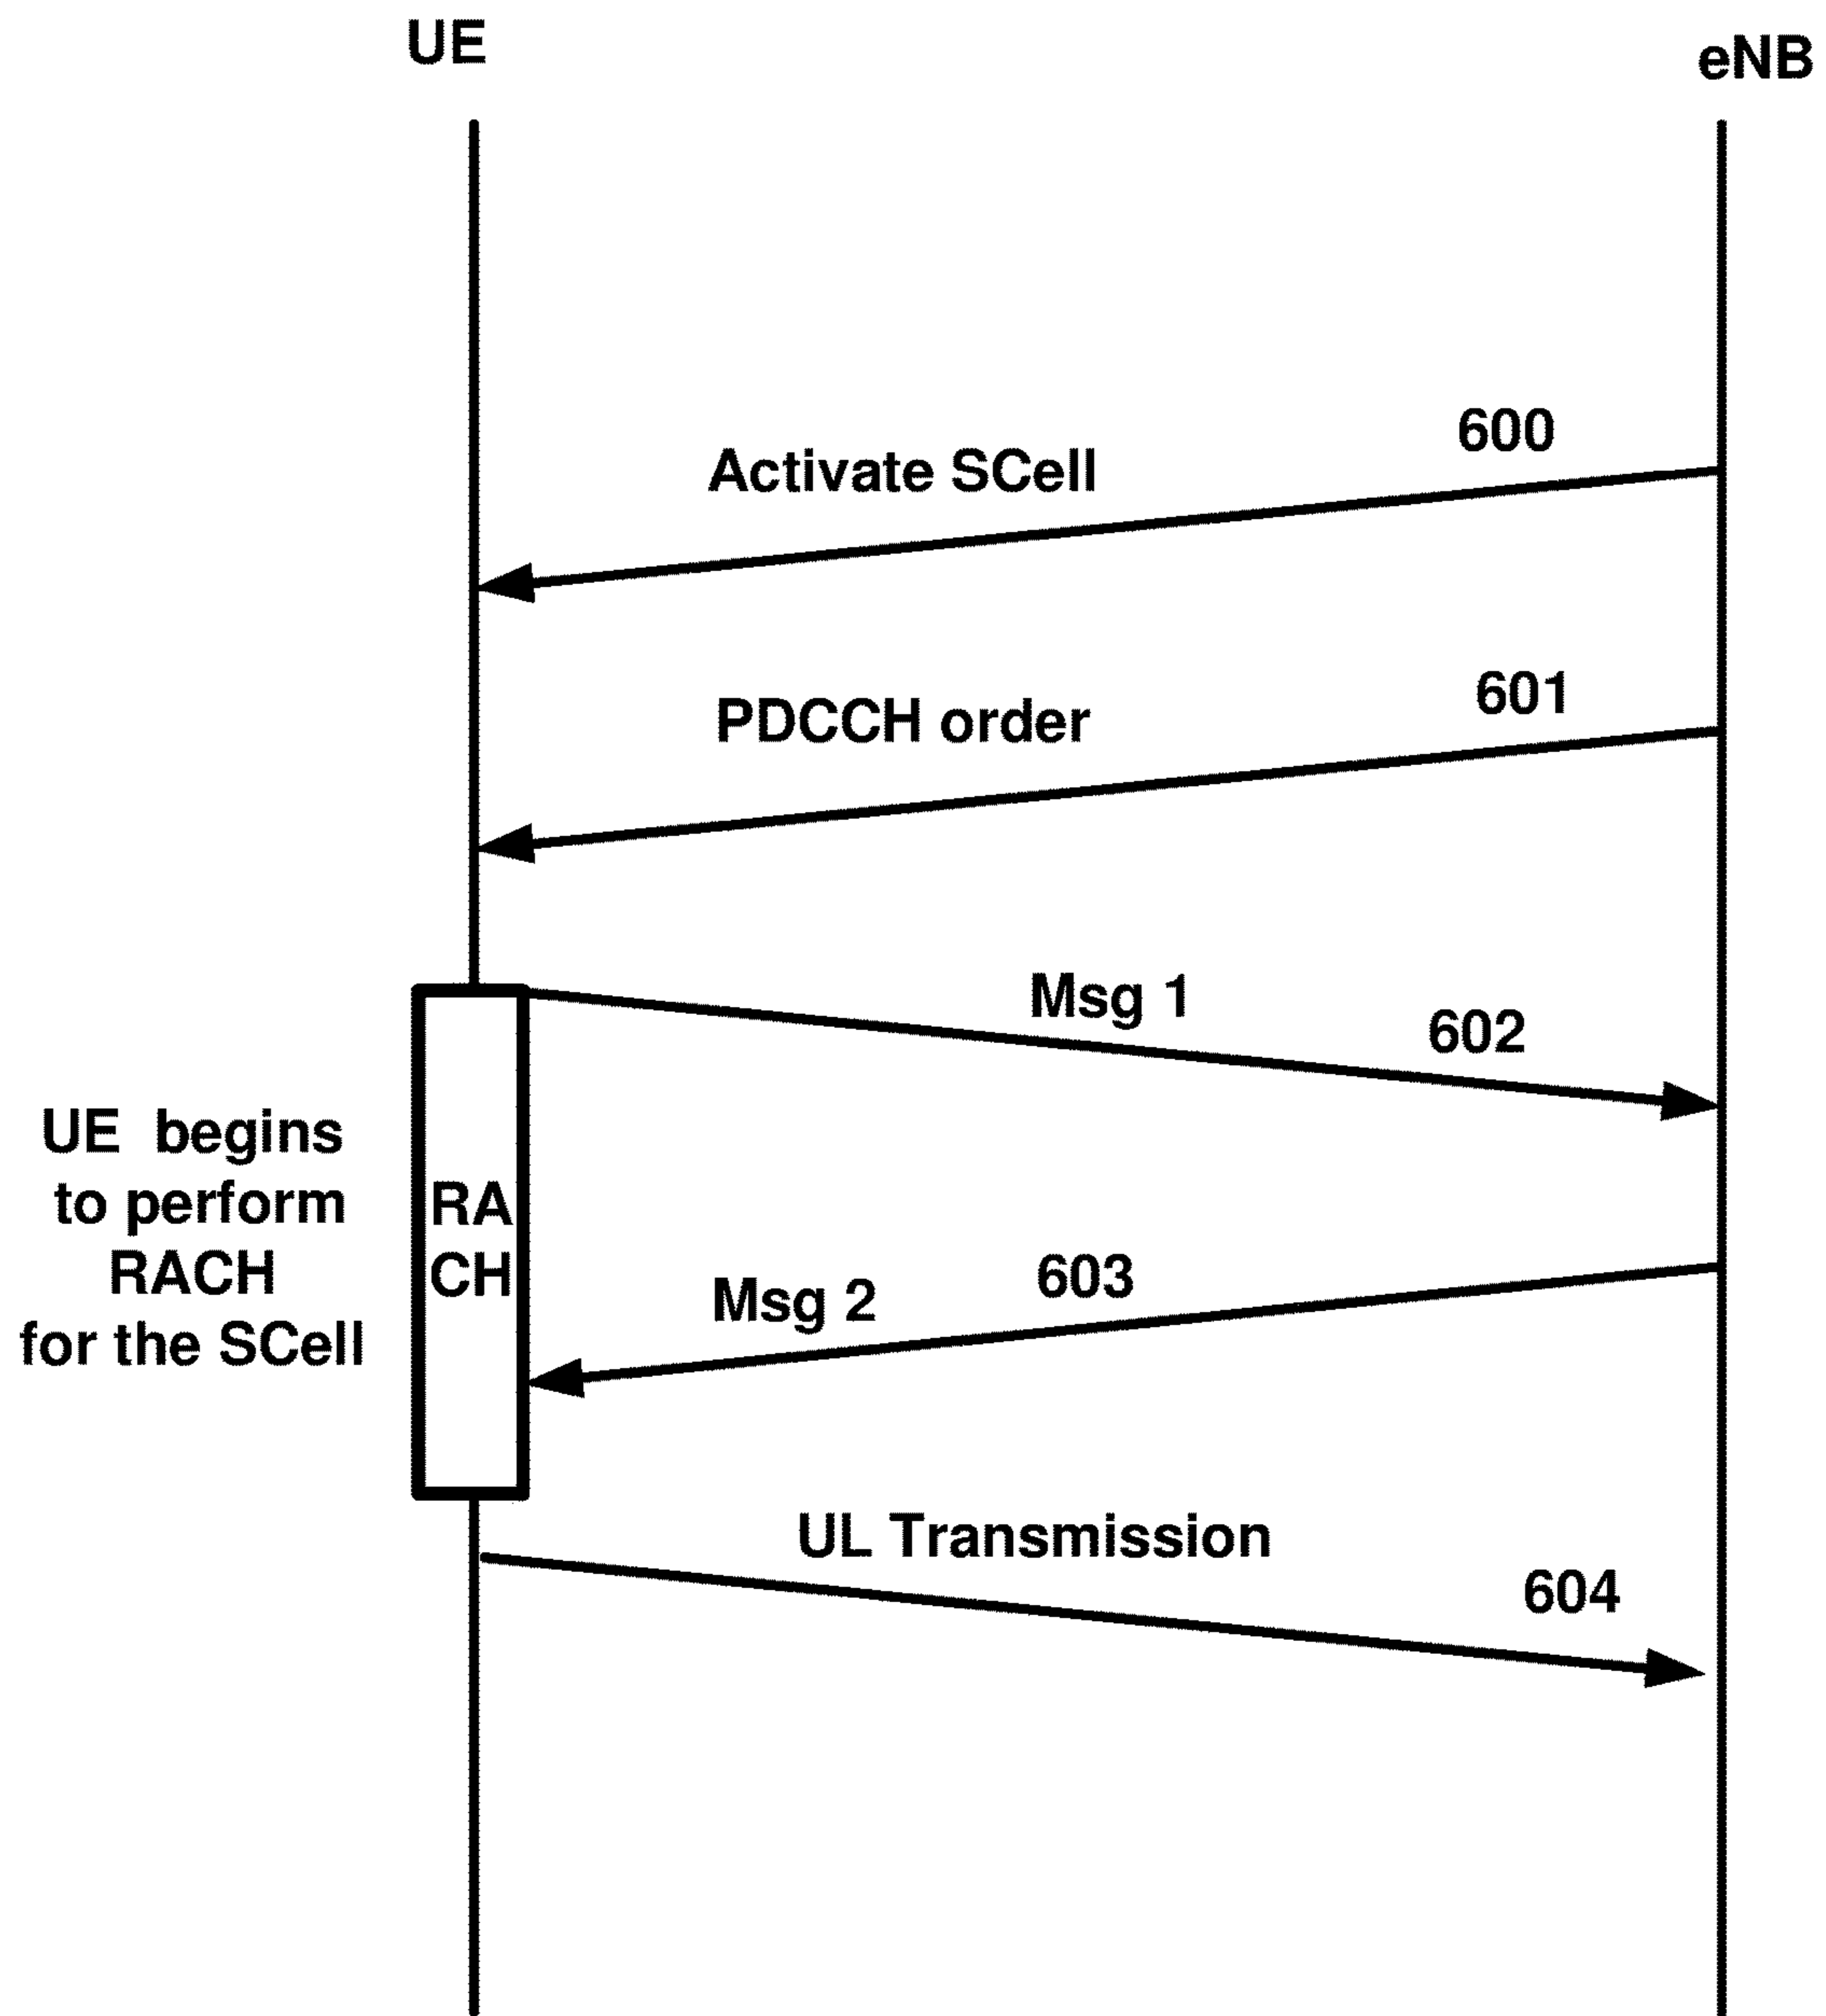 UE
eNB
600
Activate SCell
601
PDCCH order
Msg 1
602
UE begins
to perform
RACH
for the SCell
RA
CH
603
Msg 2
UL Transmission
604